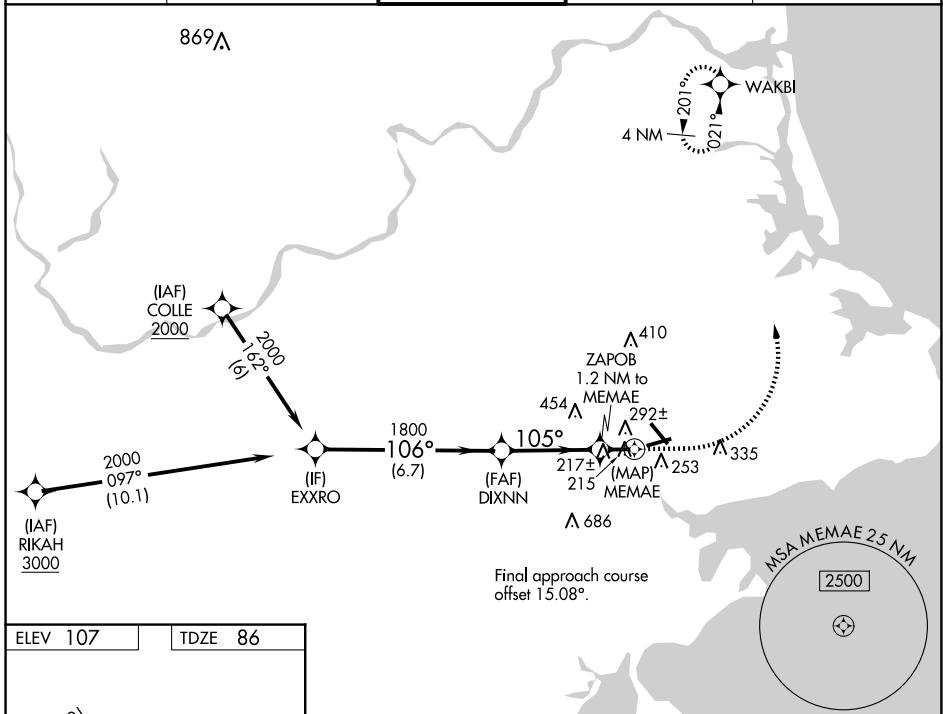 869
WAKBI
201°
021°
4 NM
(IAF)
COLLE
2000
2000
162°
(6)
410
ZAPOB
1.2 NM to
MEMAE
454
292±
1800
106°
(6.7)
105°
2000
097°
(10.1)
(IF)
EXXRO
(FAF)
DIXNN
217±
215
(MAP)
MEMAE
253
335
(IAF)
RIKAH
3000
686
Final approach course
offset 15.08°.
MSA MEMAE 25 NM
2500
ELEV 107
TDZE 86